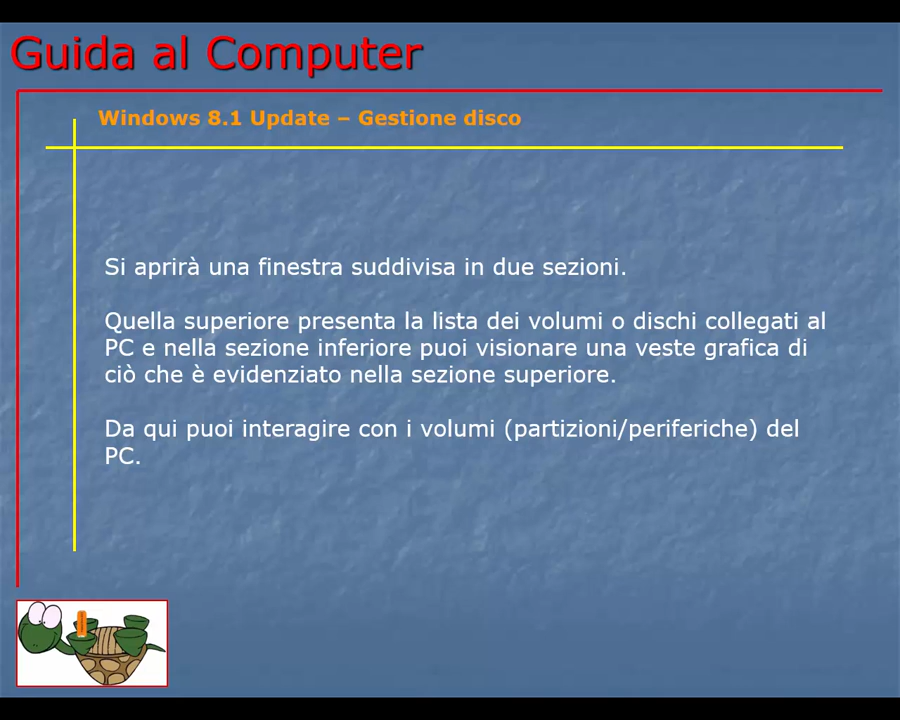 Guida al Computer
Windows 8.1 Update – Gestione disco
Si aprirà una finestra suddivisa in due sezioni.
Quella superiore presenta la lista dei volumi o dischi collegati al
PC e nella sezione inferiore puoi visionare una veste grafica di
ciò che è evidenziato nella sezione superiore.
Da qui puoi interagire con i volumi (partizioni/periferiche) del
PC.